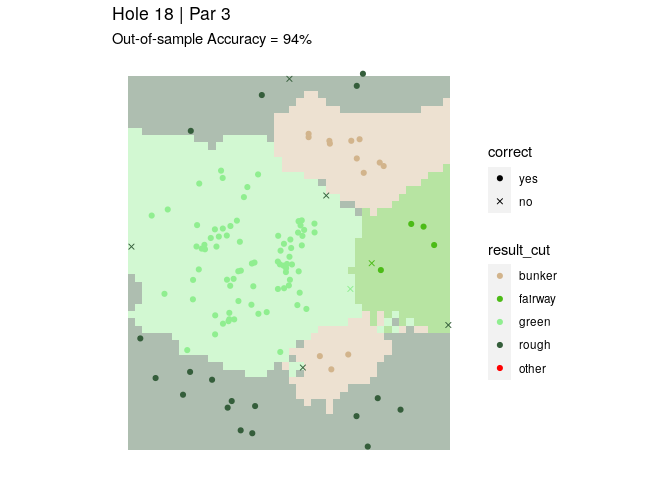 Hole 18 | Par 3
Out-of-sample Accuracy = 94%
correct
yes
no
result_cut
bunker
fairway
green
rough
other